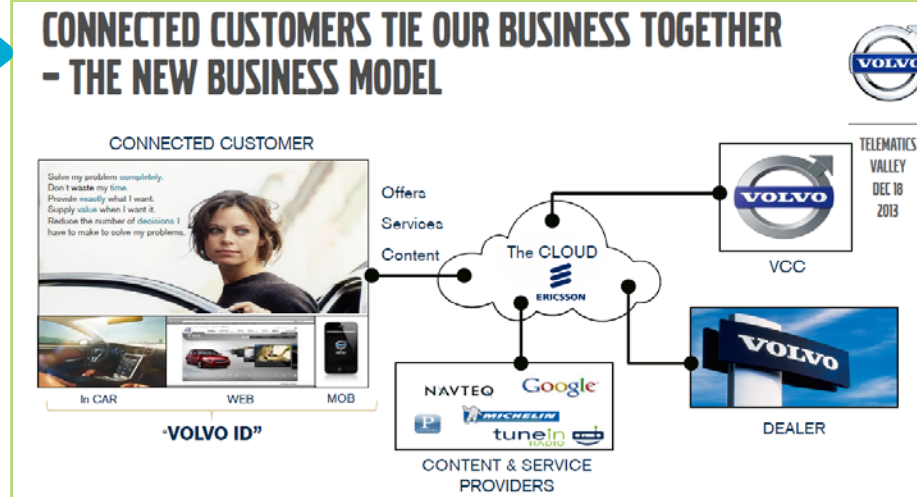 CONNECTED CUSTOMERS TIE OUR BUSINESS TOGETHER
- THE NEW BUSINESS MODEL
VOLVO
TELEMATICS
VALLEY
DEC 18
2013
CONNECTED CUSTOMER
Solve my problem completely.
Don't waste my time.
Provide exactly what I want.
Supply value when I want it.
Reduce the number of decisions I
have to make to solve my problems.
Offers
Services
Content
The CLOUD
ERICSSON
VOLVO
VCC
VOLVO
DEALER
In CAR
WEB
MOB
"VOLVO ID"
NAVTEQ
Google
P
MICHELIN
tunein
RADIO
CONTENT & SERVICE
PROVIDERS